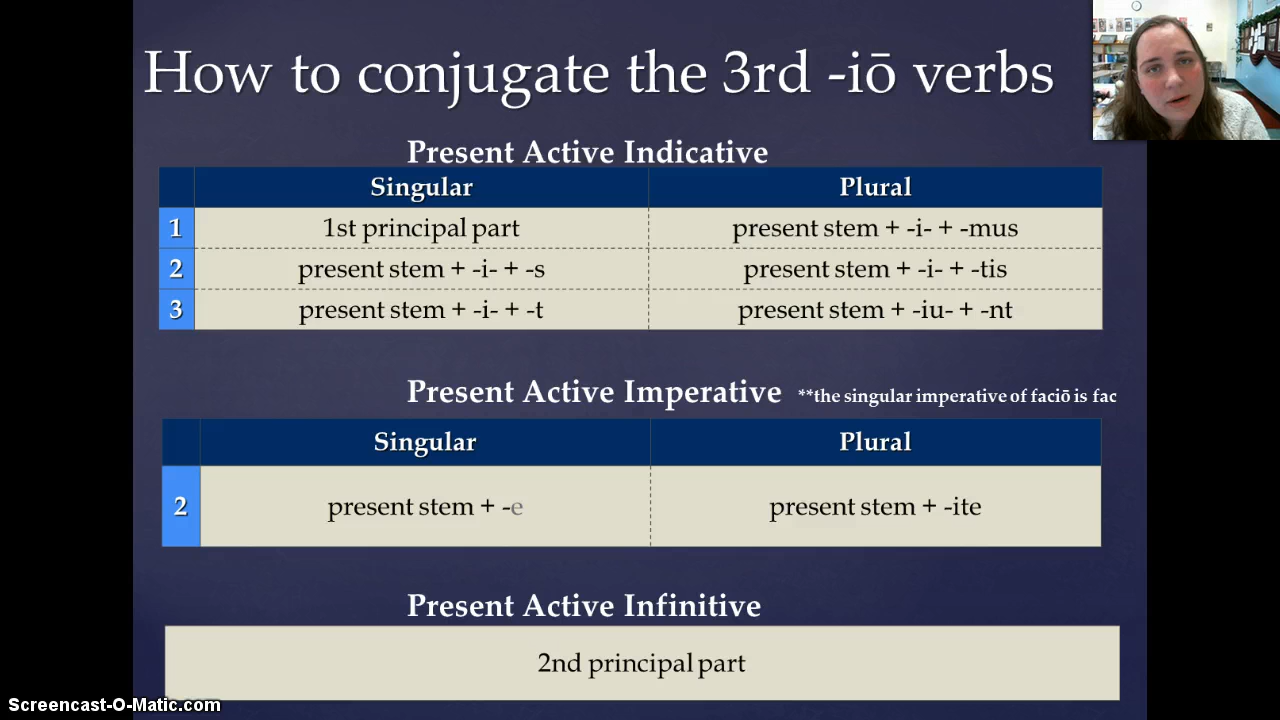 How to conjugate the 3rd -iō verbs
Present Active Indicative
Singular Plural
1 1st principal part present stem + -i- + -mus
2 present stem + -i- + -s present stem + -i- + -tis
3 present stem + -i- + -t present stem + -iu- + -nt
Present Active Imperative **the singular imperative of faciō is fac
Singular Plural
2 present stem + -e present stem + -ite
Present Active Infinitive
2nd principal part
Screencast-O-Matic.com